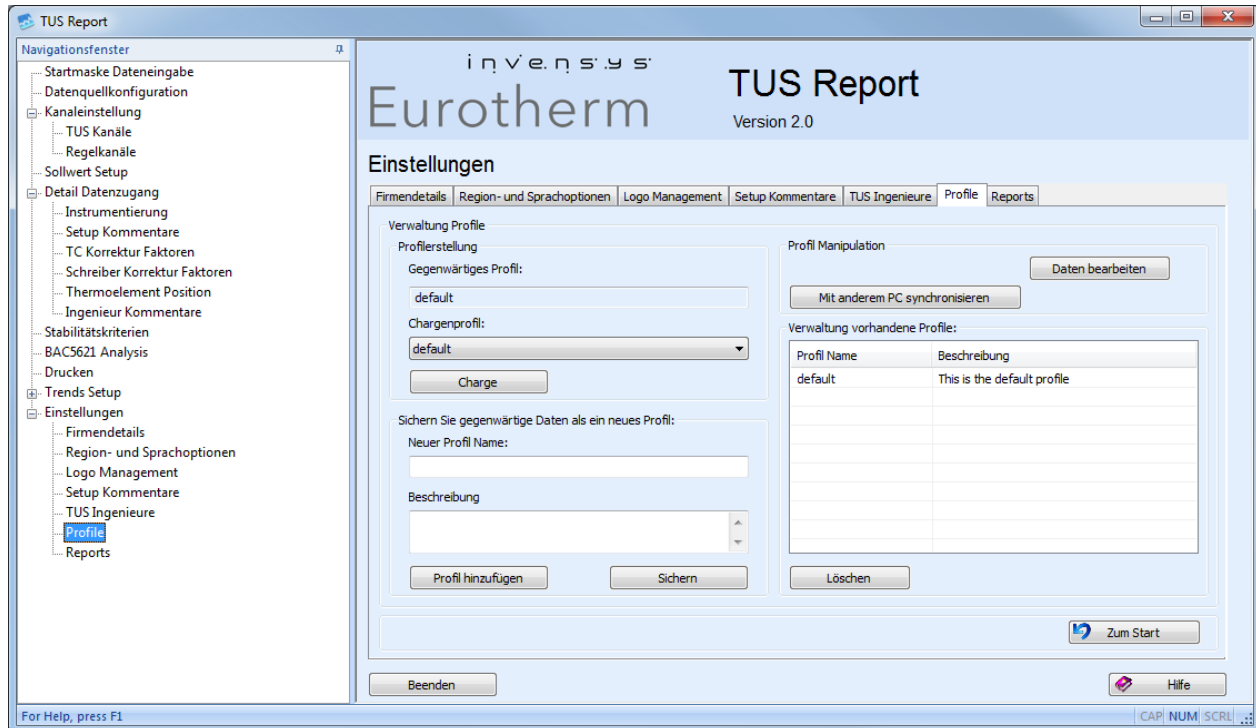 TUS Report
Navigationsfenster
Startmaske Dateneingabe
Datenquellkonfiguration
Kanaleinstellung
TUS Kanäle
Regelkanäle
Sollwert Setup
Detail Datenzugang
Instrumentierung
Setup Kommentare
TC Korrektur Faktoren
Schreiber Korrektur Faktoren
Thermoelement Position
Ingenieur Kommentare
Stabilitätskriterien
BAC5621 Analysis
Drucken
Trends Setup
Einstellungen
Firmendetails
Region- und Sprachoptionen
Logo Management
Setup Kommentare
TUS Ingenieure
Profile
Reports
invensys
Eurotherm
TUS Report
Version 2.0
Einstellungen
Firmendetails Region- und Sprachoptionen Logo Management Setup Kommentare TUS Ingenieure Profile Reports
Verwaltung Profile
Profilerstellung
Gegenwärtiges Profil:
default
Chargenprofil:
default
Charge
Sichern Sie gegenwärtige Daten als ein neues Profil:
Neuer Profil Name:
Beschreibung
Profil hinzufügen Sichern
Profil Manipulation
Daten bearbeiten
Mit anderem PC synchronisieren
Verwaltung vorhandene Profile:
Profil Name Beschreibung
default This is the default profile
Löschen
Zum Start
Beenden Hilfe
For Help, press F1 CAP NUM SCRL